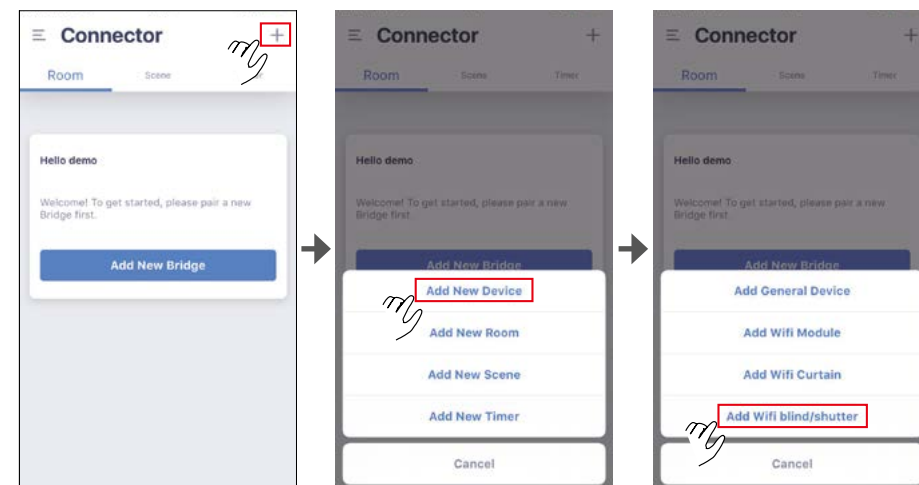 Connector +
Room Scene
Hello demo
Welcome! To get started, please pair a new
Bridge first.
Add New Bridge
Connector +
Room Scene Timer
Hello demo
Welcome! To get started, please pair a new
Bridge first.
Add New Bridge
Add New Device
Add New Room
Add New Scene
Add New Timer
Cancel
Connector +
Room Scene Timer
Hello demo
Welcome! To get started, please pair a new
Bridge first.
Add New Bridge
Add General Device
Add Wifi Module
Add Wifi Curtain
Add Wifi blind/shutter
Cancel